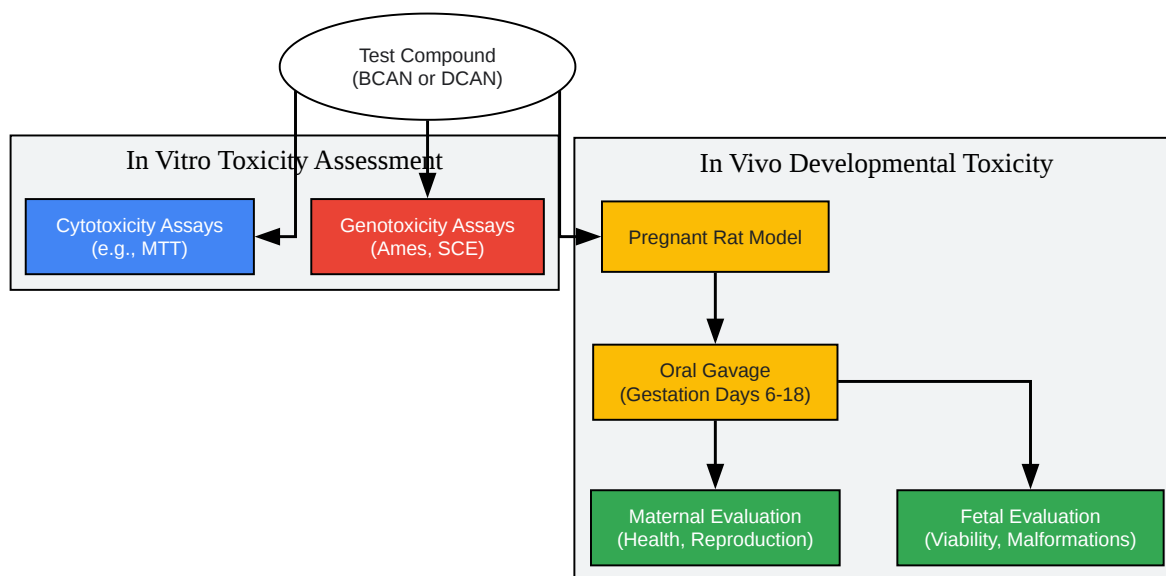 Test Compound
(BCAN or DCAN)
In Vitro Toxicity Assessment
In Vivo Developmental Toxicity
Cytotoxicity Assays
(e.g., MTT)
Genotoxicity Assays
(Ames, SCE)
Pregnant Rat Model
Oral Gavage
(Gestation Days 6-18)
Maternal Evaluation
(Health, Reproduction)
Fetal Evaluation
(Viability, Malformations)